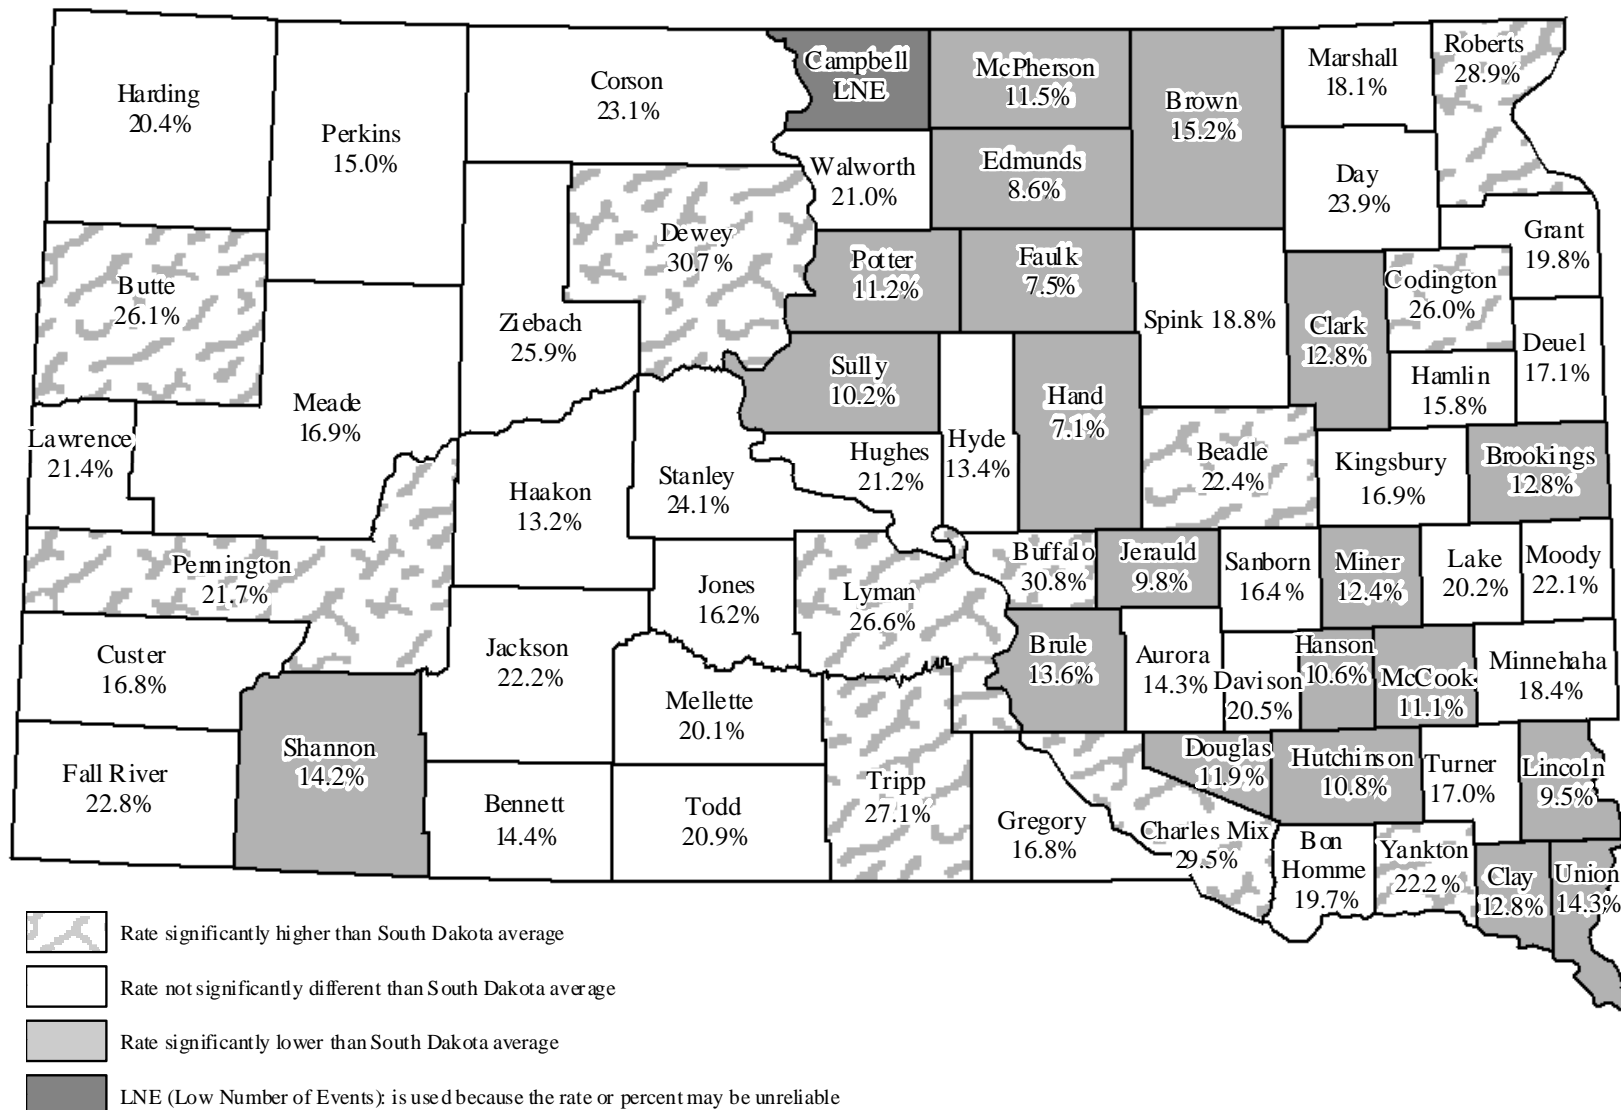 Harding
20.4%
Perkins
15.0%
Corson
23.1%
Campbell
LNE
McPherson
11.5%
Brown
15.2%
Marshall
18.1%
Roberts
28.9%
Walworth
21.0%
Edmunds
8.6%
Day
23.9%
Grant
19.8%
Butte
26.1%
Dewey
30.7%
Potter
11.2%
Faulk
7.5%
Codington
26.0%
Ziebach
25.9%
Spink 18.8%
Clark
12.8%
Deuel
17.1%
Hamlin
15.8%
Meade
16.9%
Sully
10.2%
Hand
7.1%
Lawrence
21.4%
Haakon
13.2%
Stanley
24.1%
Hughes
21.2%
Hyde
13.4%
Beadle
22.4%
Kingsbury
16.9%
Brookings
12.8%
Pennington
21.7%
Jones
16.2%
Lyman
26.6%
Buffalo
30.8%
Jerauld
9.8%
Sanborn
16.4 %
Miner
12.4%
Lake
20.2%
Moody
22.1%
Custer
16.8%
Jackson
22.2%
Mellette
20.1%
Brule
13.6%
Aurora
14.3%
Davison
20.5%
Hanson
10.6%
McCook
11.1%
Minnehaha
18.4%
Fall River
22.8%
Shannon
14.2%
Bennett
14.4%
Todd
20.9%
Tripp
27.1%
Gregory
16.8%
Douglas
11.9%
Hutchinson
10.8%
Turner
17.0%
Lincoln
9.5%
Charles Mix
29.5%
Bon
Homme
19.7%
Yankton
22.2 %
Clay
12.8%
Union
14.3%
Rate significantly higher than South Dakota average
Rate not significantly different than South Dakota average
Rate significantly lower than South Dakota average
LNE (Low Number of Events): is used because the rate or percent may be unreliable